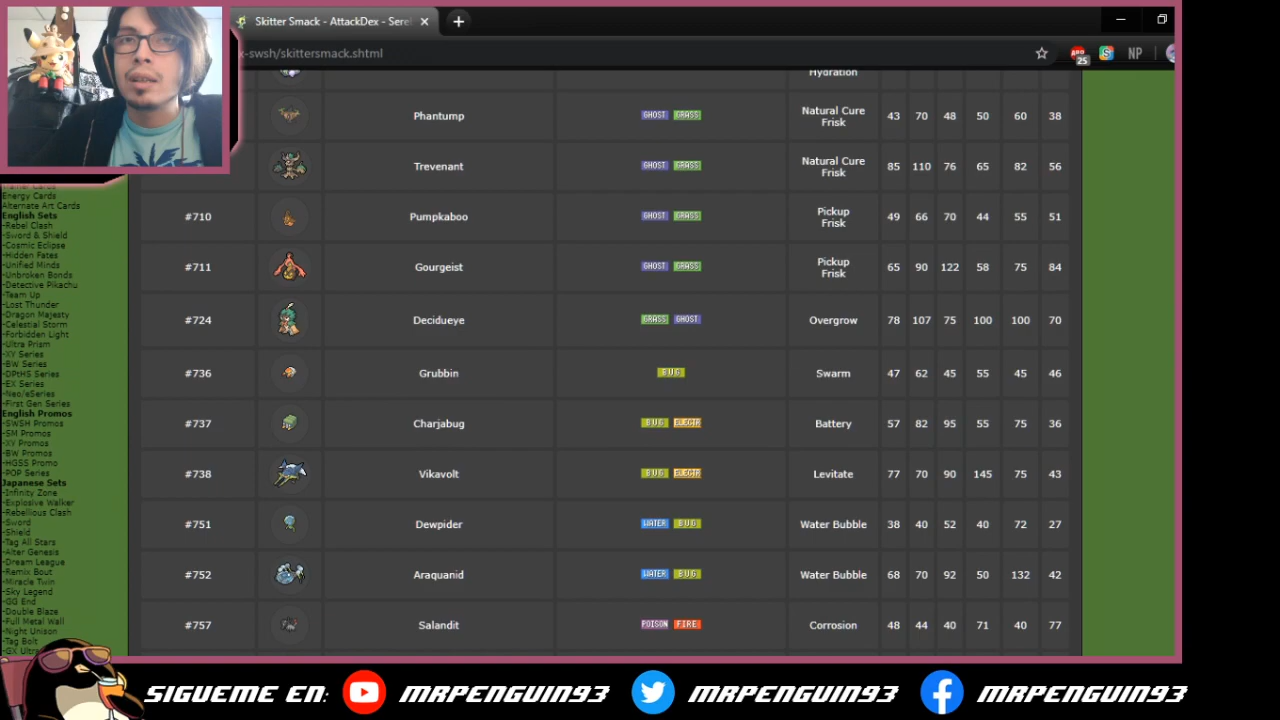 Skitter Smack - AttackDex - Sere
x-swsh/skittersmack.shtml
25
NP
Hydration
Phantump GHOST GRASS Natural Cure Frisk 43 70 48 50 60 38
Trevenant GHOST GRASS Natural Cure Frisk 85 110 76 65 82 56
#710 Pumpkaboo GHOST GRASS Pickup Frisk 49 66 70 44 55 51
#711 Gourgeist GHOST GRASS Pickup Frisk 65 90 122 58 75 84
#724 Decidueye GRASS GHOST Overgrow 78 107 75 100 100 70
#736 Grubbin BUG Swarm 47 62 45 55 45 46
#737 Charjabug BUG ELECTR Battery 57 82 95 55 75 36
#738 Vikavolt BUG ELECTR Levitate 77 70 90 145 75 43
#751 Dewpider WATER BUG Water Bubble 38 40 52 40 72 27
#752 Araquanid WATER BUG Water Bubble 68 70 92 50 132 42
#757 Salandit POISON FIRE Corrosion 48 44 40 71 40 77
Energy Cards
Alternate Art Cards
English Sets
-Rebel Clash
-Sword & Shield
-Cosmic Eclipse
-Hidden Fates
-Unified Minds
-Unbroken Bonds
-Detective Pikachu
-Team Up
-Lost Thunder
-Dragon Majesty
-Celestial Storm
-Forbidden Light
-Ultra Prism
-XY Series
-BW Series
-DPtHS Series
-EX Series
-Neo/eSeries
-First Gen Series
English Promos
-SWSH Promos
-SM Promos
-XY Promos
-BW Promos
-HGSS Promo
-POP Series
Japanese Sets
-Infinity Zone
-Explosive Walker
-Rebellious Clash
-Sword
-Shield
-Tag All Stars
-Alter Genesis
-Dream League
-Remix Bout
-Miracle Twin
-Sky Legend
-GG End
-Double Blaze
-Full Metal Wall
-Night Unison
-Tag Bolt
-GX Ultr
SIGUEME EN: MRPENGUIN93 MRPENGUIN93 MRPENGUIN93